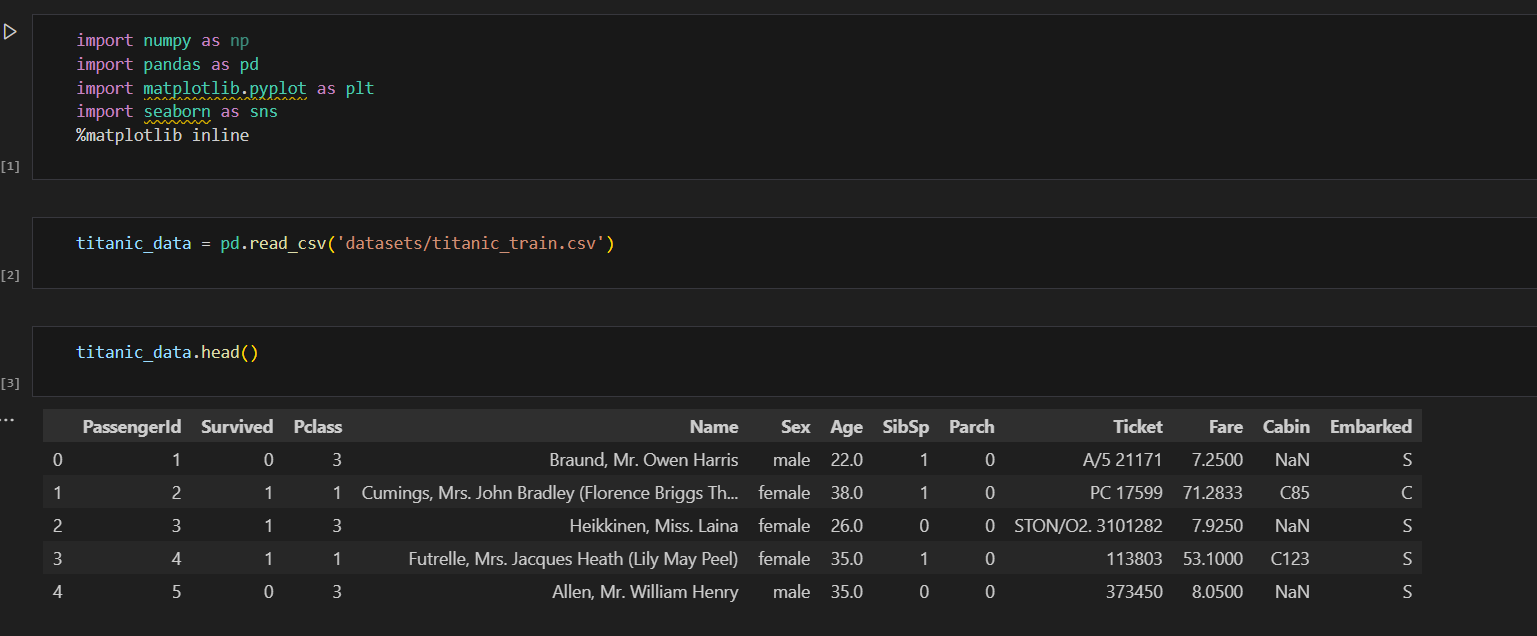 import numpy as np
import pandas as pd
import matplotlib.pyplot as plt
import seaborn as sns
%matplotlib inline
[1]
titanic_data = pd.read_csv('datasets/titanic_train.csv')
[2]
titanic_data.head()
[3]
...
PassengerId Survived Pclass Name Sex Age SibSp Parch Ticket Fare Cabin Embarked
0 1 0 3 Braund, Mr. Owen Harris male 22.0 1 0 A/5 21171 7.2500 NaN S
1 2 1 1 Cumings, Mrs. John Bradley (Florence Briggs Th... female 38.0 1 0 PC 17599 71.2833 C85 C
2 3 1 3 Heikkinen, Miss. Laina female 26.0 0 0 STON/O2. 3101282 7.9250 NaN S
3 4 1 1 Futrelle, Mrs. Jacques Heath (Lily May Peel) female 35.0 1 0 113803 53.1000 C123 S
4 5 0 3 Allen, Mr. William Henry male 35.0 0 0 373450 8.0500 NaN S